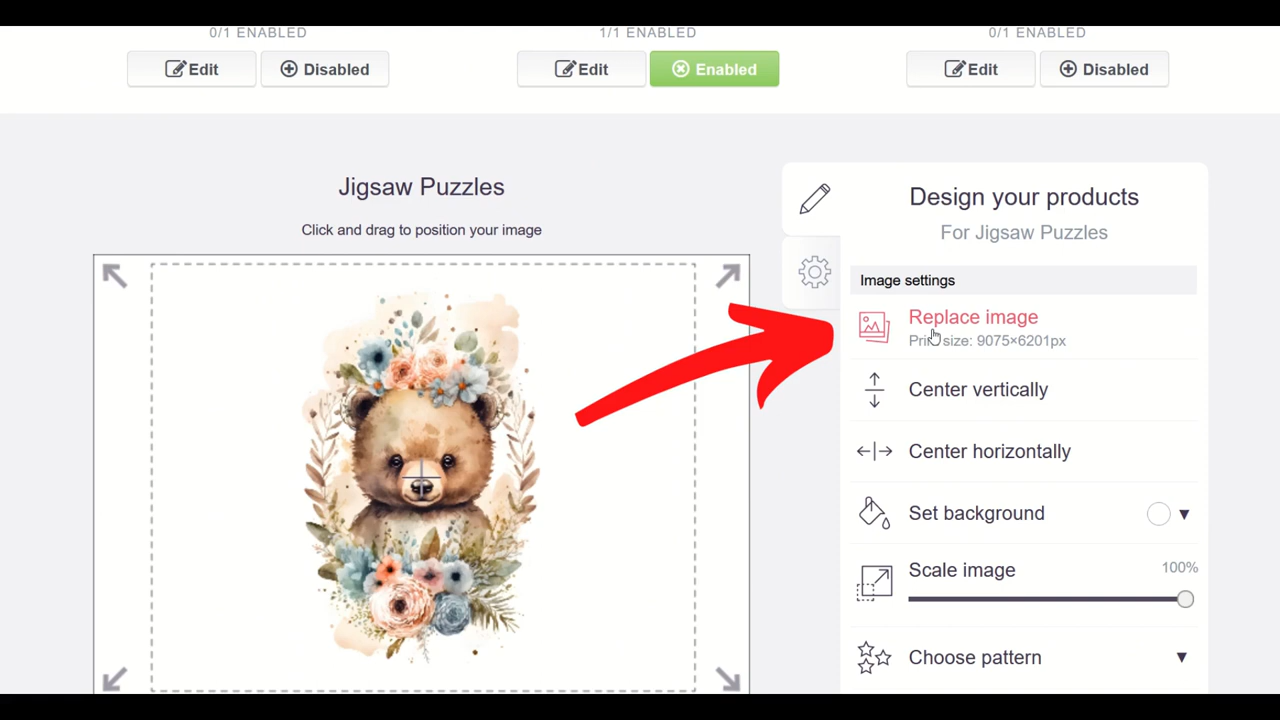 0/1 ENABLED
1/1 ENABLED
0/1 ENABLED
Edit
Disabled
Edit
Enabled
Edit
Disabled
Jigsaw Puzzles
Click and drag to position your image
Design your products
For Jigsaw Puzzles
Image settings
Replace image
Print size: 9075×6201px
Center vertically
Center horizontally
Set background
Scale image
100%
Choose pattern